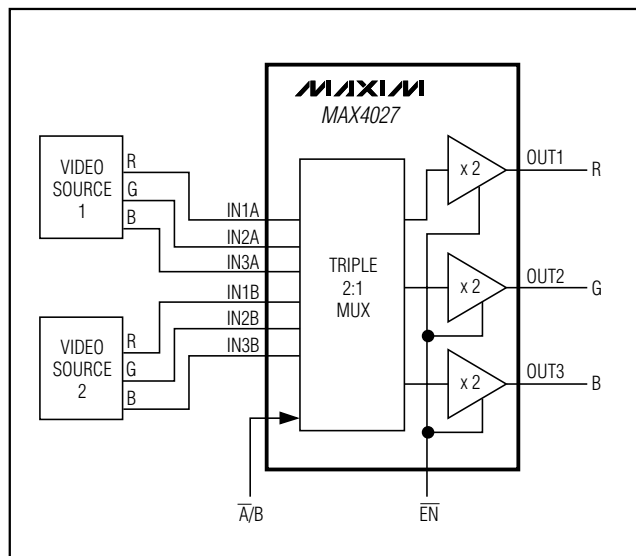 MAXIM
MAX4027
VIDEO
SOURCE
1
R
G
B
IN1A
IN2A
IN3A
VIDEO
SOURCE
2
R
G
B
IN1B
IN2B
IN3B
TRIPLE
2:1
MUX
x 2
OUT1
R
x 2
OUT2
G
x 2
OUT3
B
A̅/B
E̅N̅